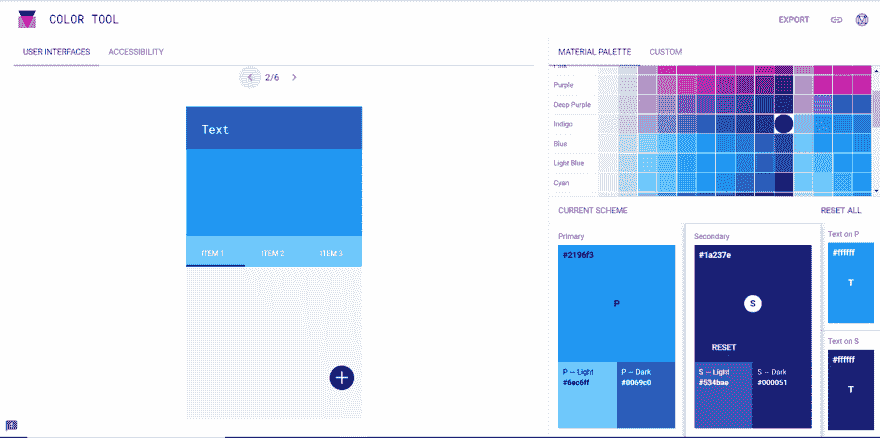 COLOR TOOL
EXPORT
USER INTERFACES ACCESSIBILITY
2/6
Text
ITEM 1 ITEM 2 ITEM 3
MATERIAL PALETTE CUSTOM
Pink
Purple
Deep Purple
Indigo
Blue
Light Blue
Cyan
CURRENT SCHEME RESET ALL
Primary
#2196f3
P
P — Light
#6ec6ff
P — Dark
#0069c0
Secondary
#1a237e
S
RESET
S — Light
#534bae
S — Dark
#000051
Text on P
#ffffff
T
Text on S
#ffffff
T